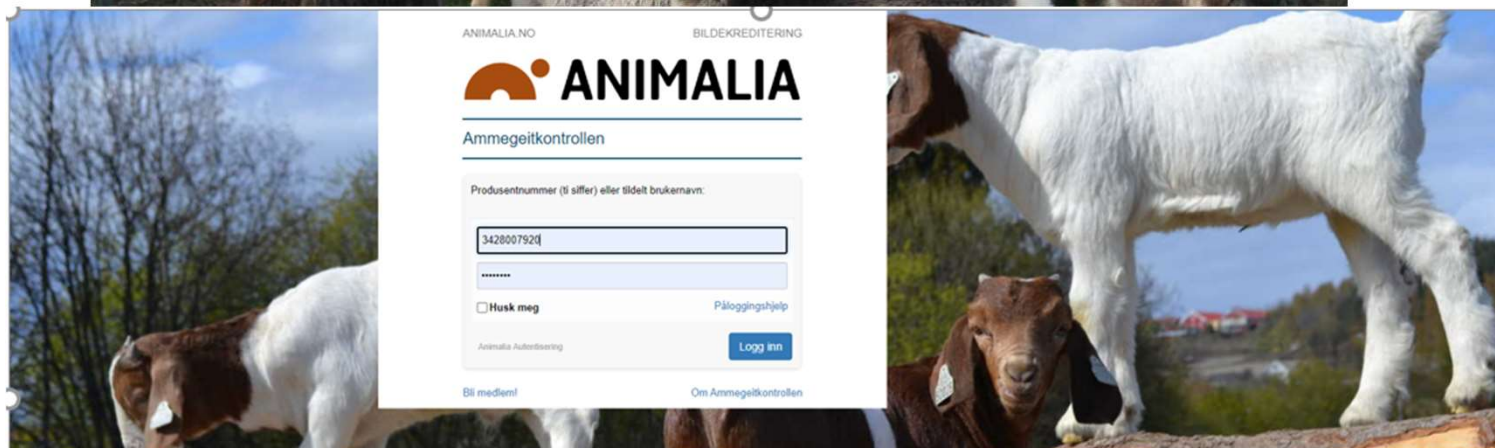 ANIMALIA.NO BILDEKREDITERING
ANIMALIA
Ammegeitkontrollen
Produsentnummer (ti siffer) eller tildelt brukernavn:
3428007920
••••••••
Husk meg Påloggingshjelp
Animalia Autentisering Logg inn
Bli medlem! Om Ammegeitkontrollen